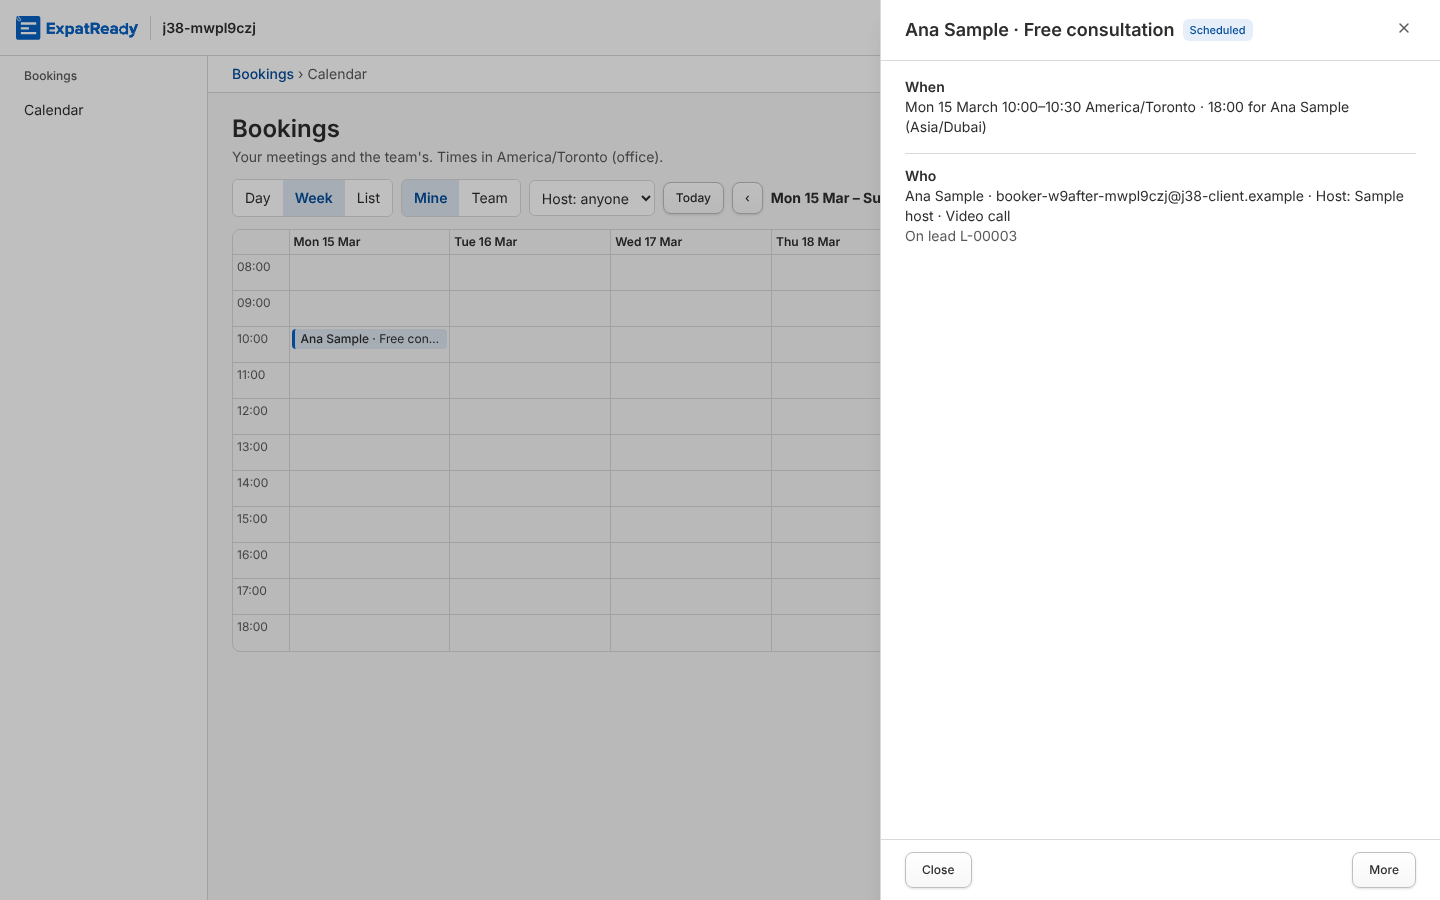 ExpatReady
j38-mwpl9czj
Bookings
Calendar
Bookings › Calendar
Bookings
Your meetings and the team's. Times in America/Toronto (office).
Day
Week
List
Mine
Team
Host: anyone
Today
‹
Mon 15 Mar – Su
Mon 15 Mar
Tue 16 Mar
Wed 17 Mar
Thu 18 Mar
08:00
09:00
10:00
Ana Sample · Free con...
11:00
12:00
13:00
14:00
15:00
16:00
17:00
18:00
Ana Sample · Free consultation
Scheduled
×
When
Mon 15 March 10:00–10:30 America/Toronto · 18:00 for Ana Sample
(Asia/Dubai)
Who
Ana Sample · booker-w9after-mwpl9czj@j38-client.example · Host: Sample
host · Video call
On lead L-00003
Close
More